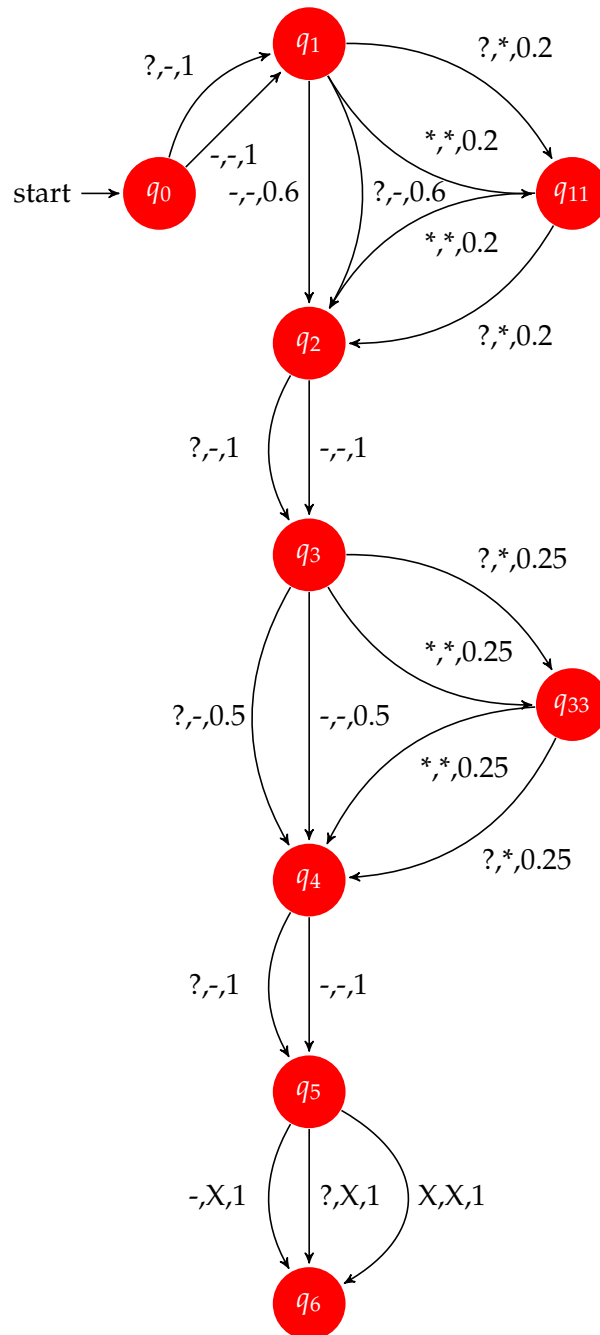 q1
?,-,1
?,*,0.2
-,-,1
*,*,0.2
start
q0
-,-,0.6
?,-,0.6
q11
*,*,0.2
q2
?,*,0.2
?,-,1
-,-,1
q3
?,*,0.25
*,*,0.25
?,-,0.5
-,-,0.5
q33
*,*,0.25
?,*,0.25
q4
?,-,1
-,-,1
q5
-,X,1
?,X,1
X,X,1
q6